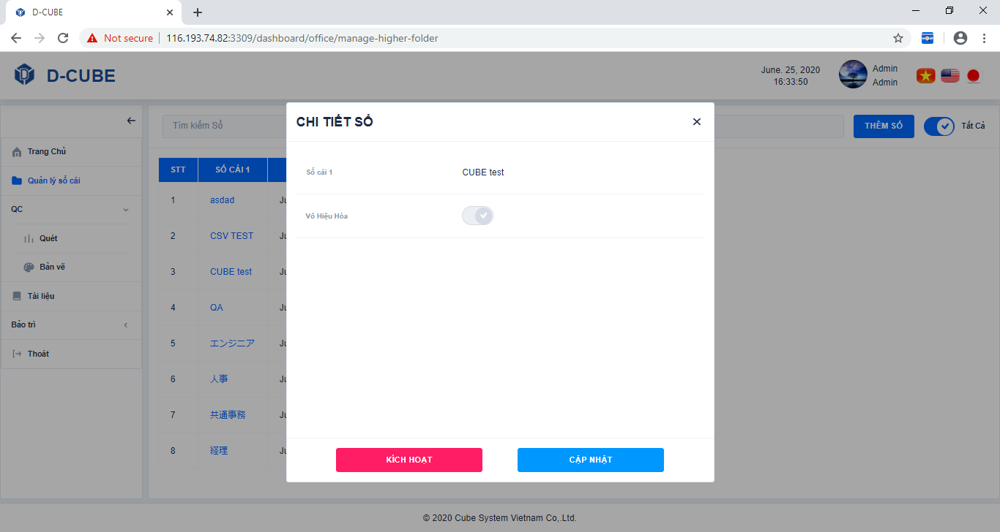 D-CUBE
Not secure
116.193.74.82:3309/dashboard/office/manage-higher-folder
D-CUBE
June. 25, 2020
16:33:50
Admin
Admin
CHI TIẾT SỔ
Tìm kiếm Sổ
THÊM SỔ
Tất Cả
Trang Chủ
Quản lý sổ cái
QC
Quét
Bản vẽ
Tài liệu
Bảo trì
Thoát
STT
SỔ CÁI 1
1
asdad
Ju
2
CSV TEST
Ju
3
CUBE test
Ju
4
QA
Ju
5
エンジニア
Ju
6
人事
Ju
7
共通事務
Ju
8
経理
Ju
Sổ cái 1
CUBE test
Vô Hiệu Hóa
KÍCH HOẠT
CẬP NHẬT
© 2020 Cube System Vietnam Co,.Ltd.